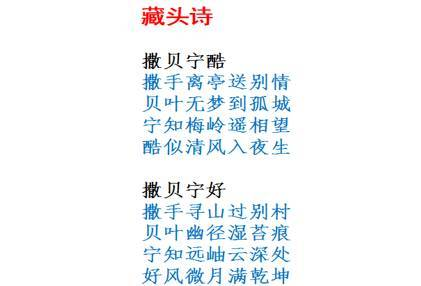 藏头诗
撒贝宁酷
撒手离亭送别情
贝叶无梦到孤城
宁知梅岭遥相望
酷似清风入夜生
撒贝宁好
撒手寻山过别村
贝叶幽径湿苔痕
宁知远岫云深处
好风微月满乾坤